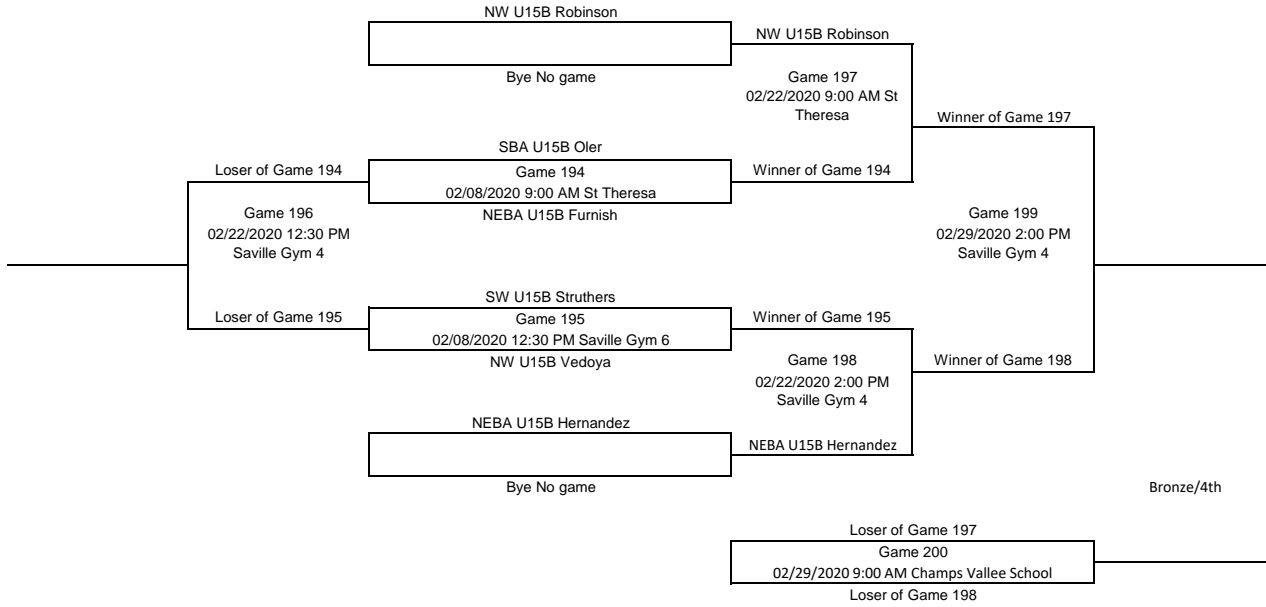 NW U15B Robinson
NW U15B Robinson
Bye No game
Game 197
02/22/2020 9:00 AM St
Theresa
Winner of Game 197
SBA U15B Oler
Loser of Game 194
Game 194
02/08/2020 9:00 AM St Theresa
Winner of Game 194
NEBA U15B Furnish
Game 196
02/22/2020 12:30 PM
Saville Gym 4
Game 199
02/29/2020 2:00 PM
Saville Gym 4
SW U15B Struthers
Loser of Game 195
Game 195
02/08/2020 12:30 PM Saville Gym 6
Winner of Game 195
NW U15B Vedoya
Game 198
02/22/2020 2:00 PM
Saville Gym 4
Winner of Game 198
NEBA U15B Hernandez
NEBA U15B Hernandez
Bye No game
Bronze/4th
Loser of Game 197
Game 200
02/29/2020 9:00 AM Champs Vallee School
Loser of Game 198